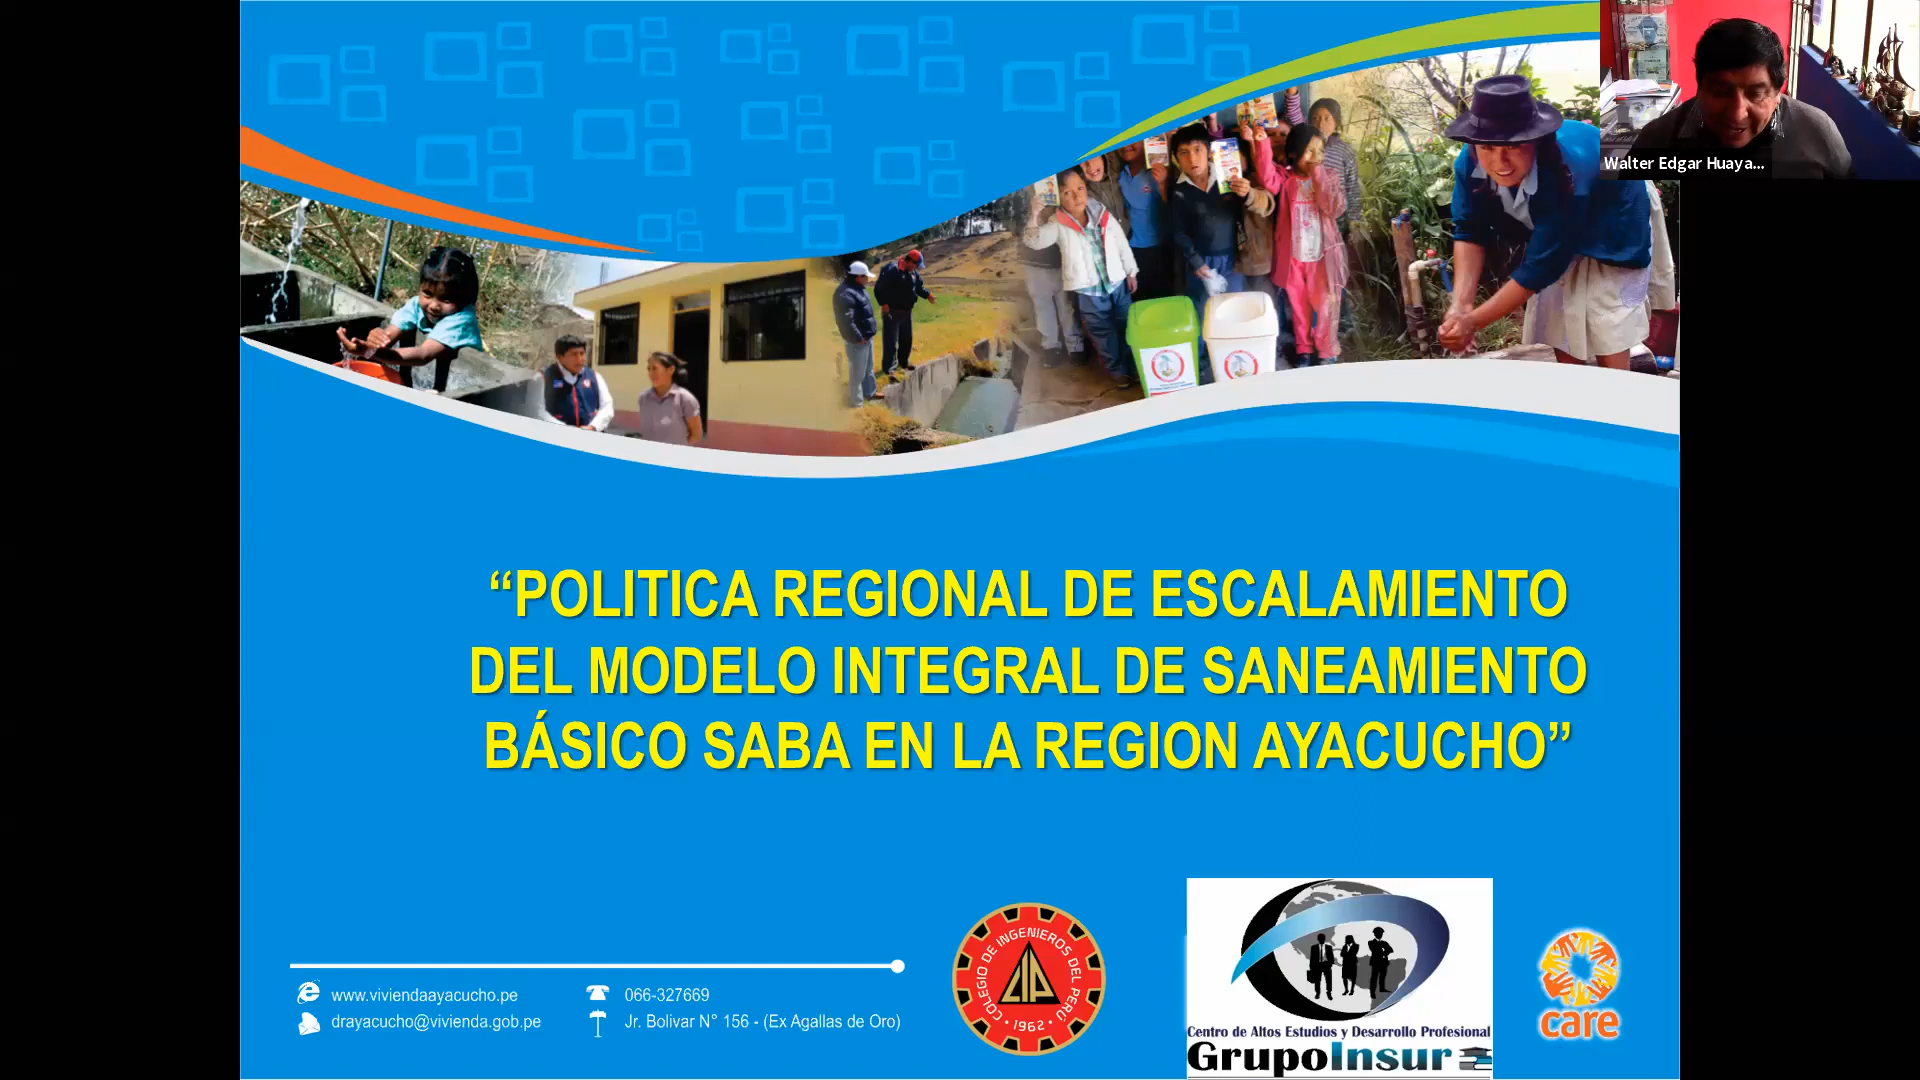 Walter Edgar Huaya...
“POLITICA REGIONAL DE ESCALAMIENTO
DEL MODELO INTEGRAL DE SANEAMIENTO
BÁSICO SABA EN LA REGION AYACUCHO”
www.viviendaayacucho.pe
drayacucho@vivienda.gob.pe
066-327669
Jr. Bolivar N° 156 - (Ex Agallas de Oro)
COLEGIO DE INGENIEROS DEL PERÚ
CIP
• 1962 •
Centro de Altos Estudios y Desarrollo Profesional
GrupoInsur
care